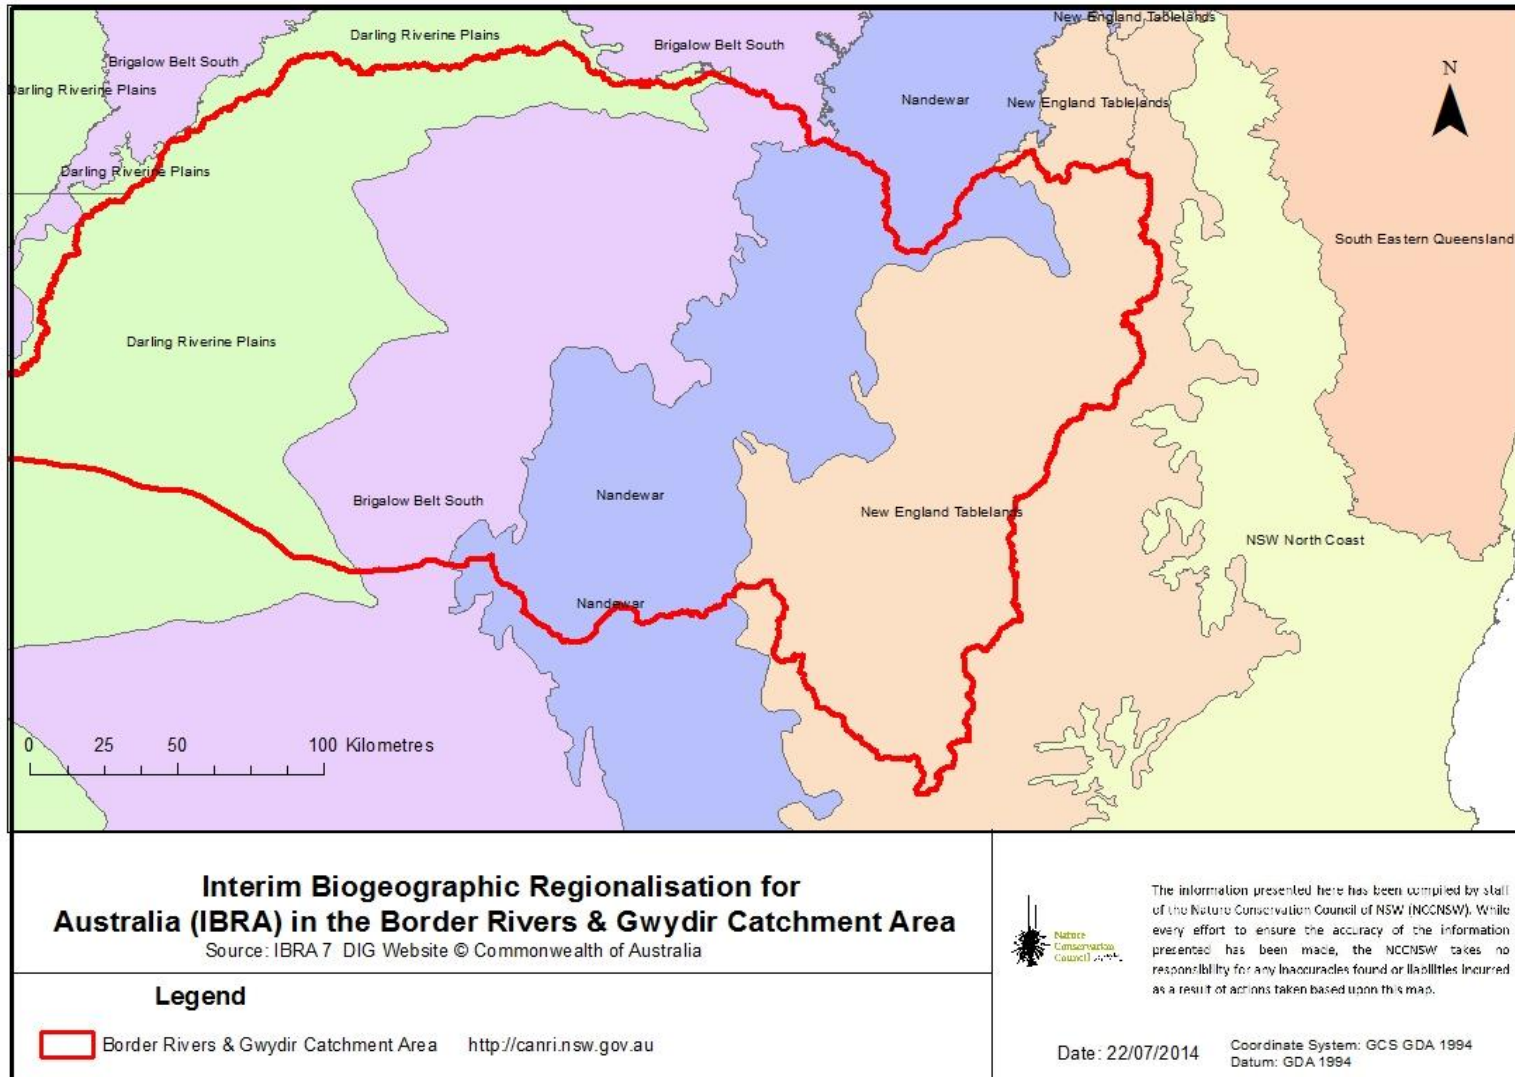 New England Tablelands
Darling Riverine Plains
Brigalow Belt South
Brigalow Belt South
Darling Riverine Plains
Nandewar
New England Tablelands
N
Darling Riverine Plains
South Eastern Queensland
Darling Riverine Plains
Brigalow Belt South
Nandewar
New England Tablelands
NSW North Coast
Nandewar
0 25 50 100 Kilometres
Interim Biogeographic Regionalisation for
Australia (IBRA) in the Border Rivers & Gwydir Catchment Area
Source: IBRA 7 DIG Website © Commonwealth of Australia
Legend
Border Rivers & Gwydir Catchment Area http://canri.nsw.gov.au
Nature
Conservation
Council
The information presented here has been compiled by staff
of the Nature Conservation Council of NSW (NCCNSW). While
every effort to ensure the accuracy of the information
presented has been made, the NCCNSW takes no
responsibility for any inaccuracies found or liabilities incurred
as a result of actions taken based upon this map.
Date: 22/07/2014
Coordinate System: GCS GDA 1994
Datum: GDA 1994